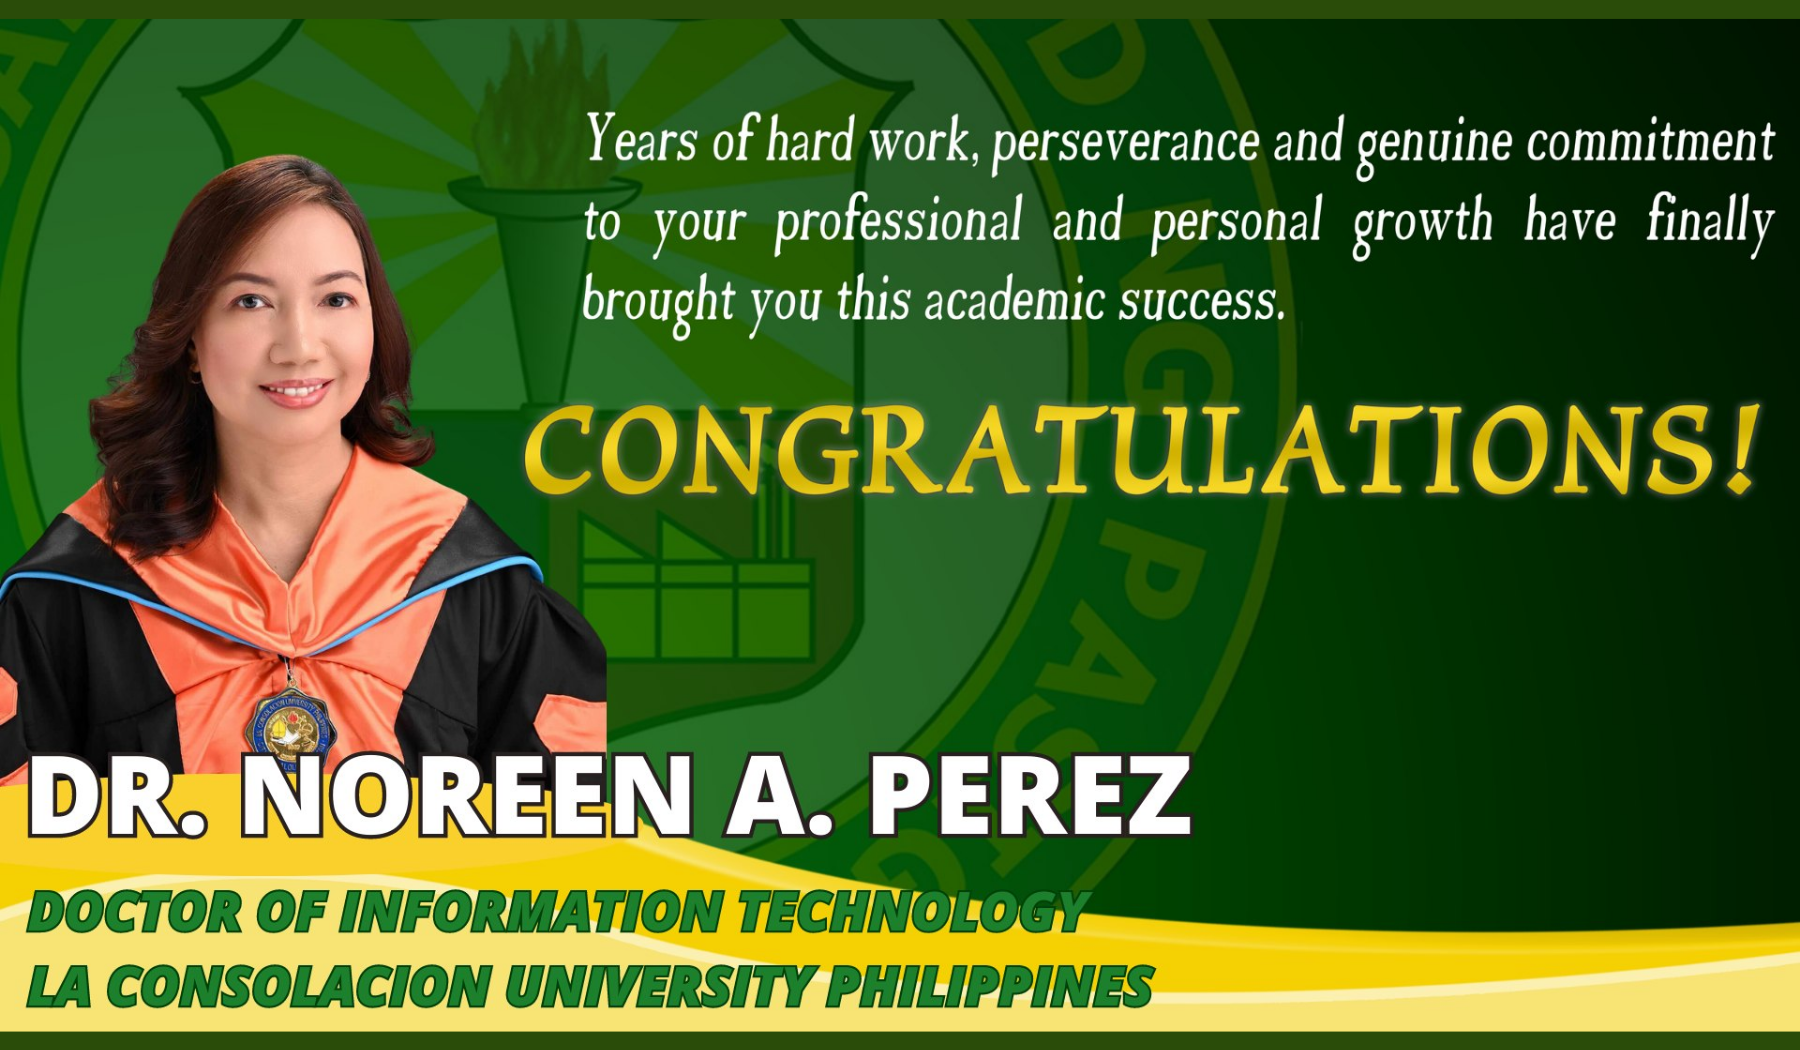 Years of hard work, perseverance and genuine commitment
to your professional and personal growth have finally
brought you this academic success.
CONGRATULATIONS!
DR. NOREEN A. PEREZ
DOCTOR OF INFORMATION TECHNOLOGY
LA CONSOLACION UNIVERSITY PHILIPPINES